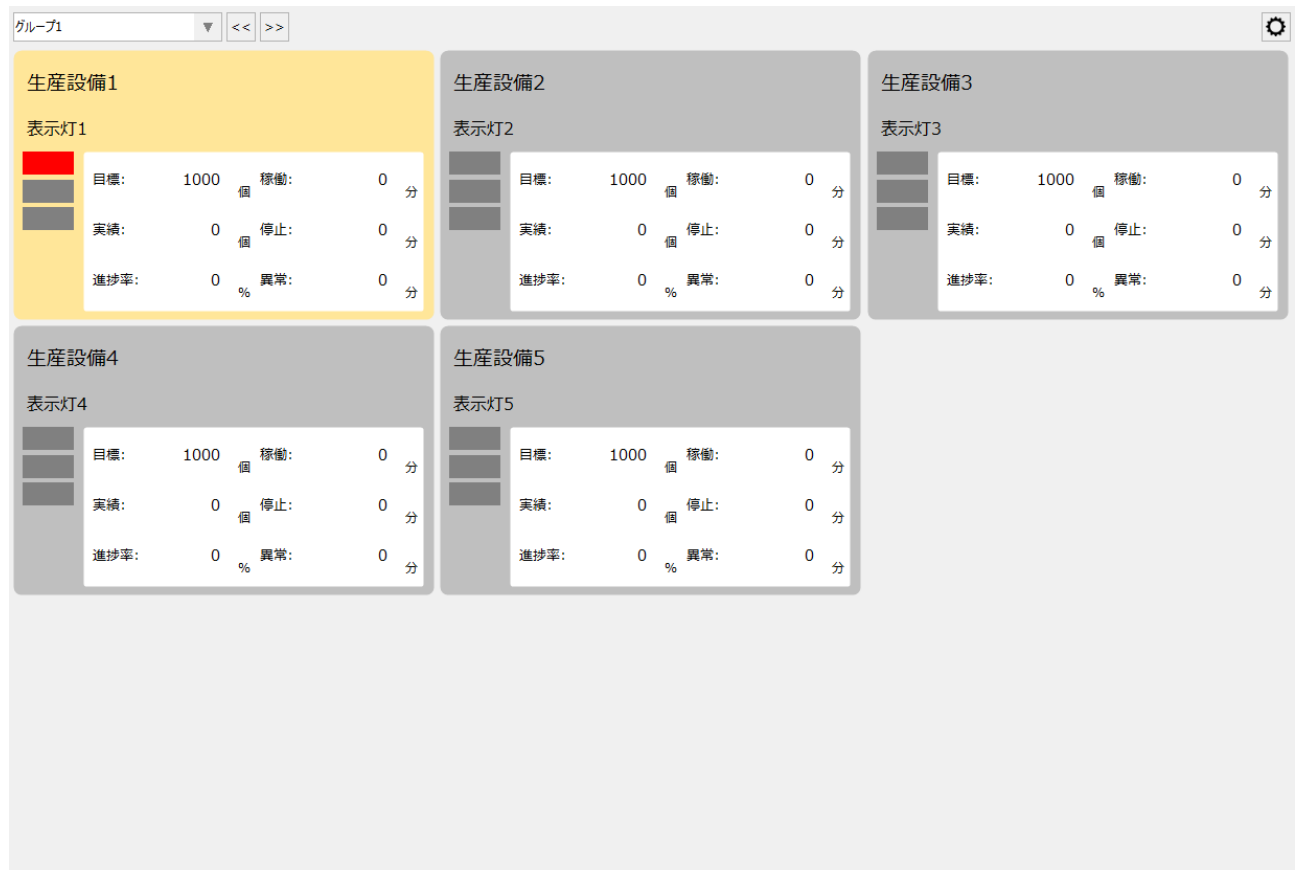 グループ1 ▼ << >>
生産設備1
表示灯1
目標: 1000 個 稼働: 0 分
実績: 0 個 停止: 0 分
進捗率: 0 % 異常: 0 分
生産設備2
表示灯2
目標: 1000 個 稼働: 0 分
実績: 0 個 停止: 0 分
進捗率: 0 % 異常: 0 分
生産設備3
表示灯3
目標: 1000 個 稼働: 0 分
実績: 0 個 停止: 0 分
進捗率: 0 % 異常: 0 分
生産設備4
表示灯4
目標: 1000 個 稼働: 0 分
実績: 0 個 停止: 0 分
進捗率: 0 % 異常: 0 分
生産設備5
表示灯5
目標: 1000 個 稼働: 0 分
実績: 0 個 停止: 0 分
進捗率: 0 % 異常: 0 分